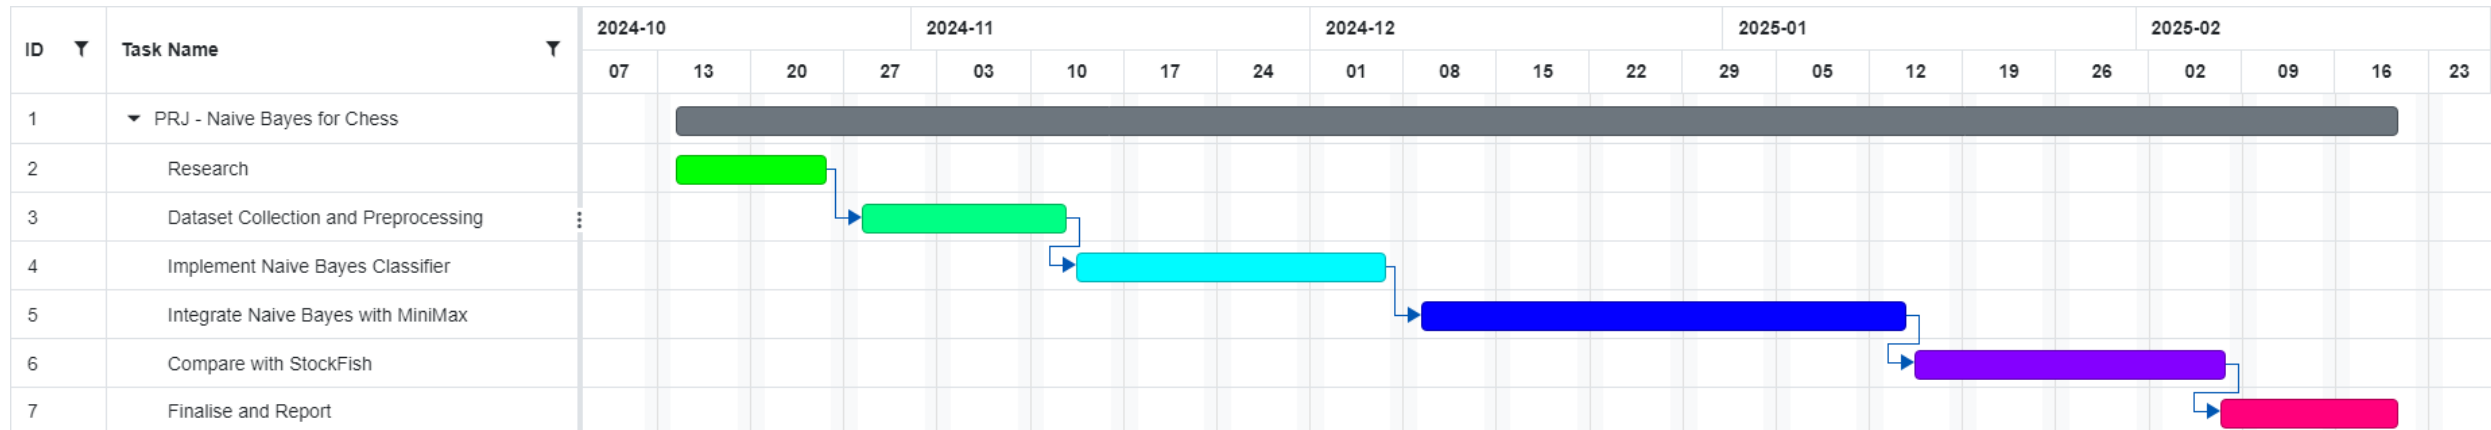 ID Task Name 2024-10 2024-11 2024-12 2025-01 2025-02
07 13 20 27 03 10 17 24 01 08 15 22 29 05 12 19 26 02 09 16 23
1 PRJ - Naive Bayes for Chess
2 Research
3 Dataset Collection and Preprocessing
4 Implement Naive Bayes Classifier
5 Integrate Naive Bayes with MiniMax
6 Compare with StockFish
7 Finalise and Report